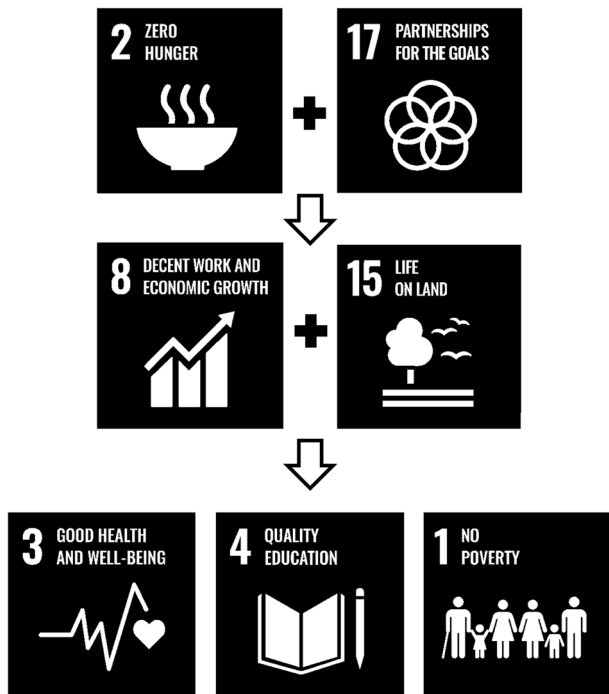 2 ZERO
HUNGER
17 PARTNERSHIPS
FOR THE GOALS
8 DECENT WORK AND
ECONOMIC GROWTH
15 LIFE
ON LAND
3 GOOD HEALTH
AND WELL-BEING
4 QUALITY
EDUCATION
1 NO
POVERTY